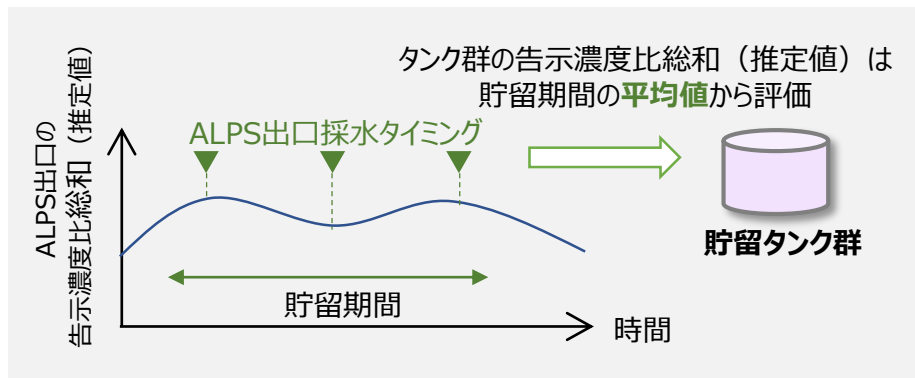 タンク群の告示濃度比総和（推定値）は
貯留期間の平均値から評価
ALPS出口の
告示濃度比総和（推定値）
ALPS出口採水タイミング
貯留タンク群
貯留期間
時間